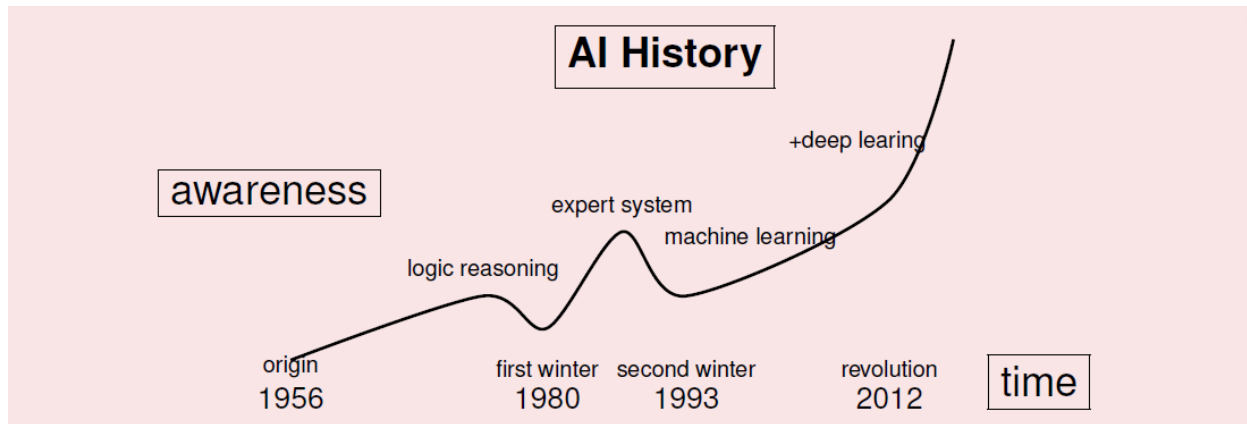 AI History
+deep learing
awareness
expert system
machine learning
logic reasoning
origin
first winter
second winter
revolution
1956
1980
1993
2012
time